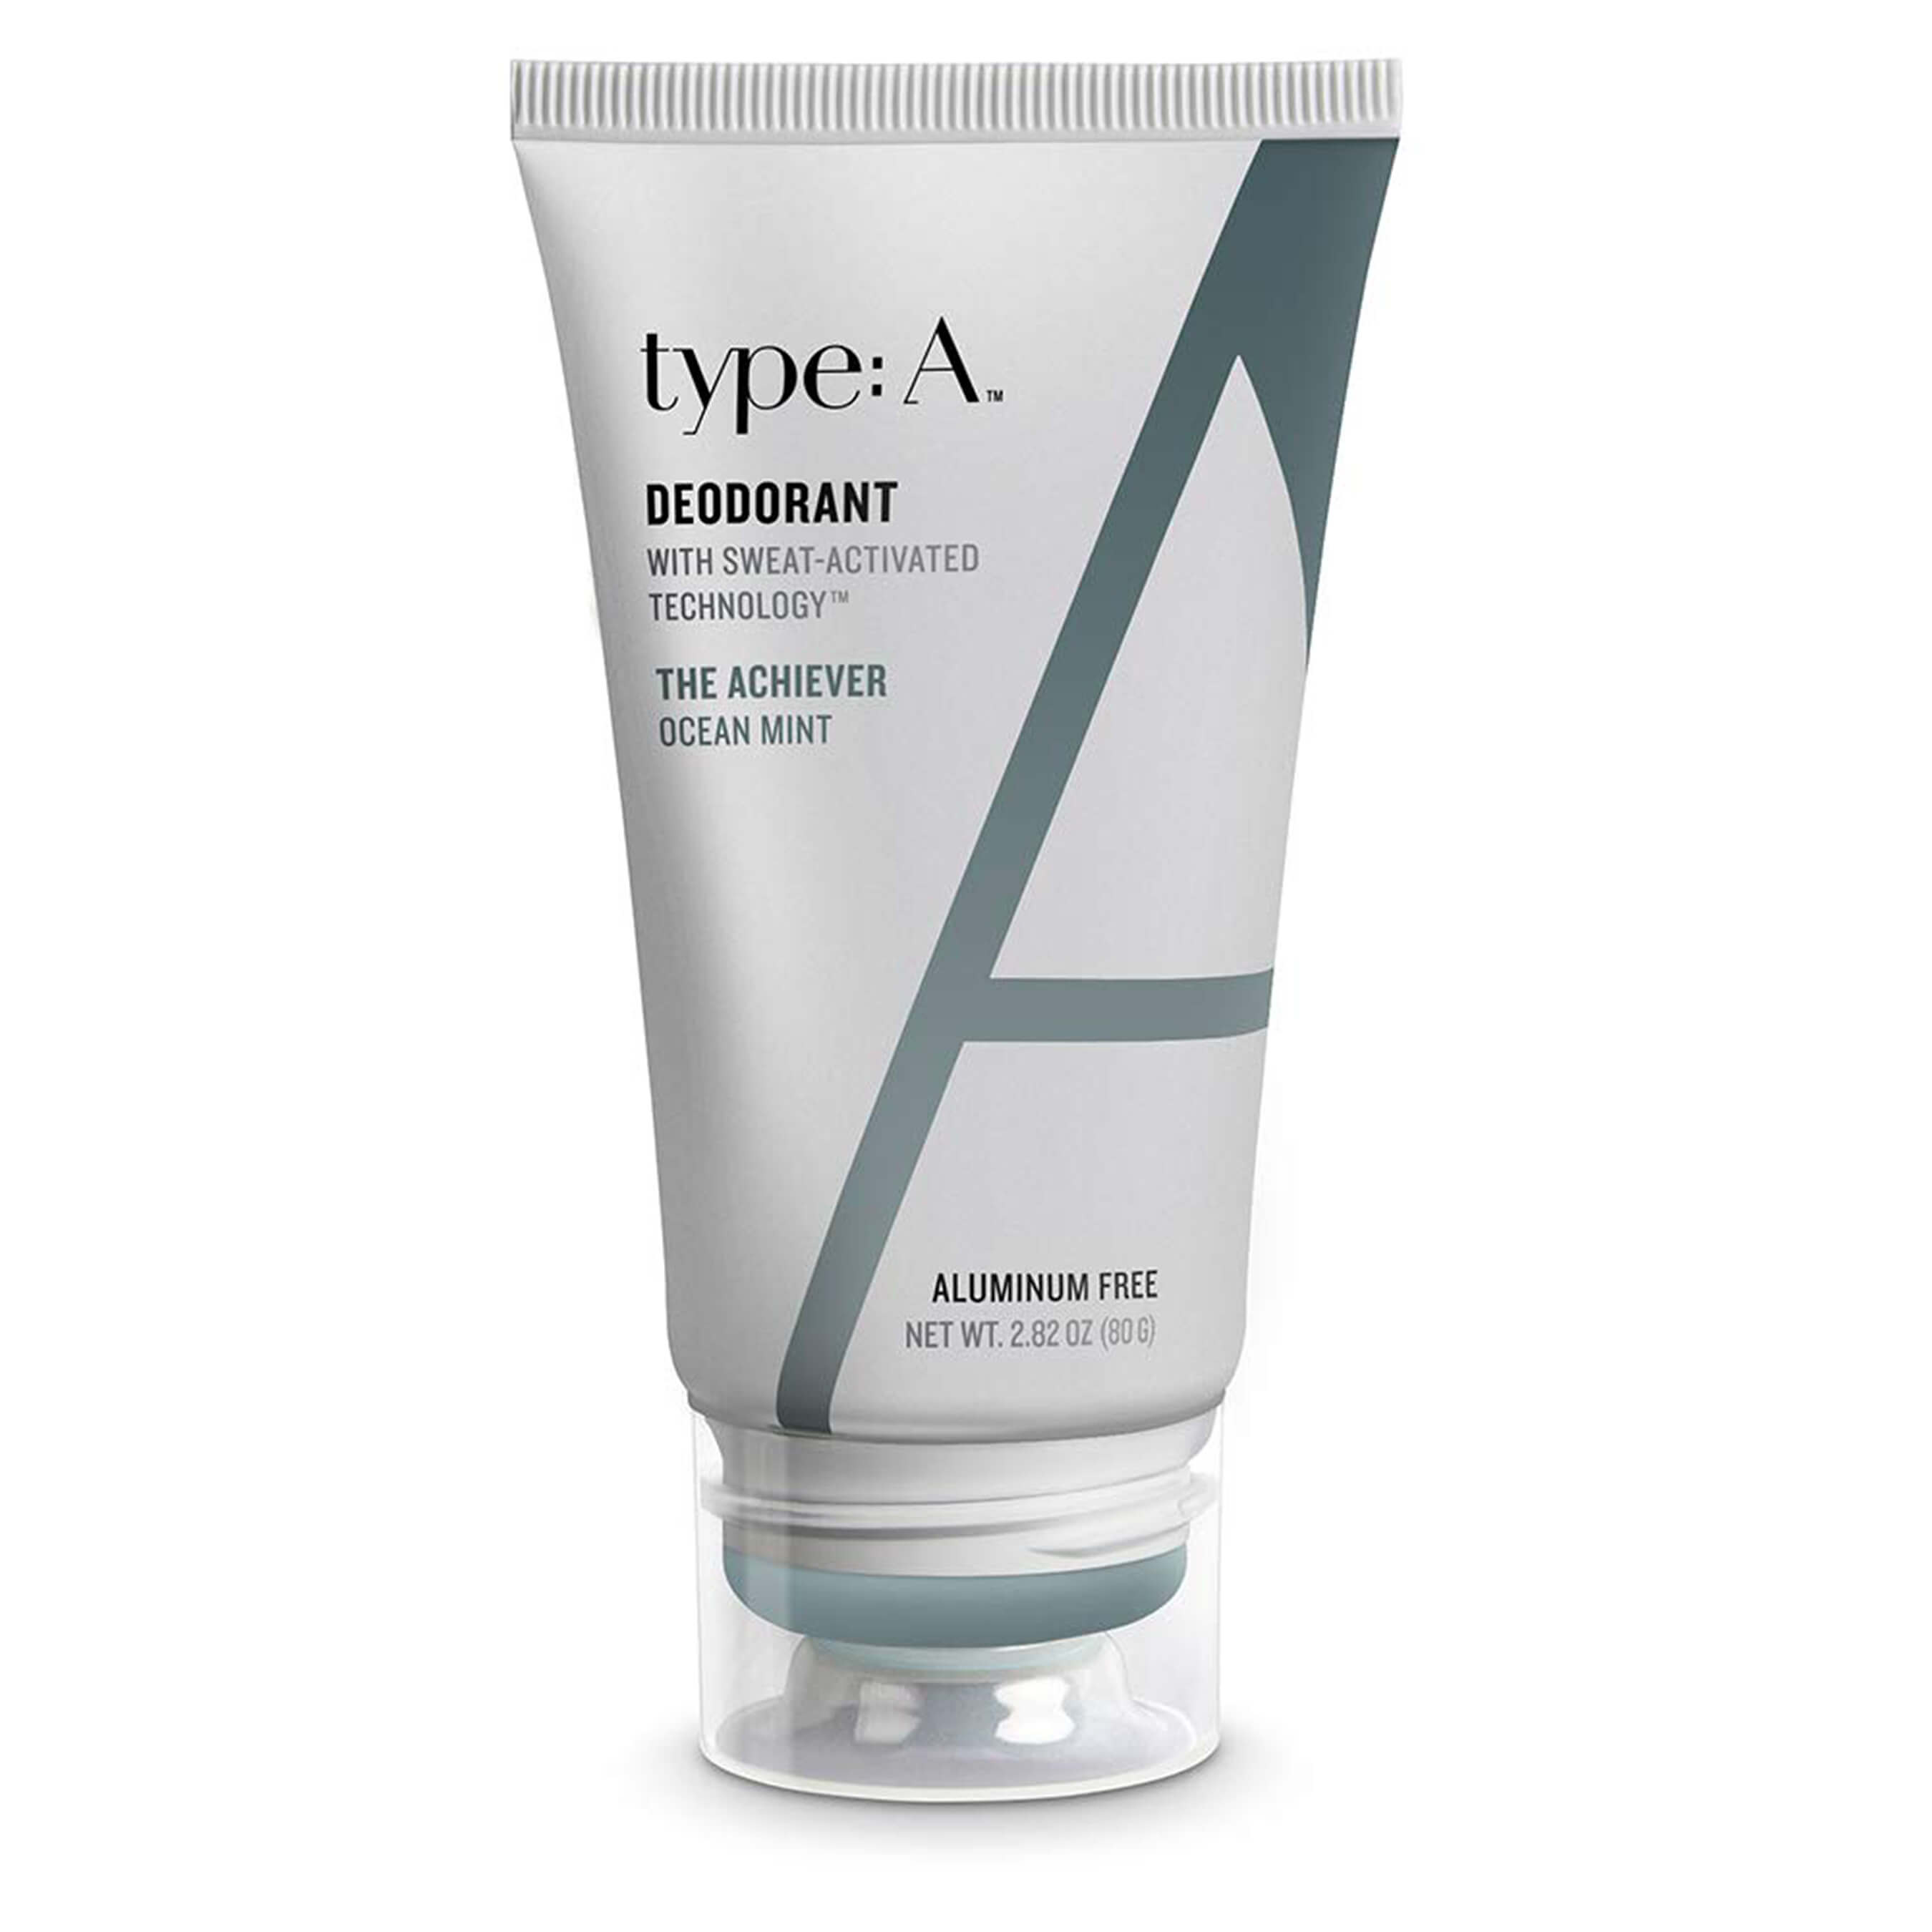 type:A™
DEODORANT
WITH SWEAT-ACTIVATED
TECHNOLOGY™
THE ACHIEVER
OCEAN MINT
A
ALUMINUM FREE
NET WT. 2.82 OZ (80 G)